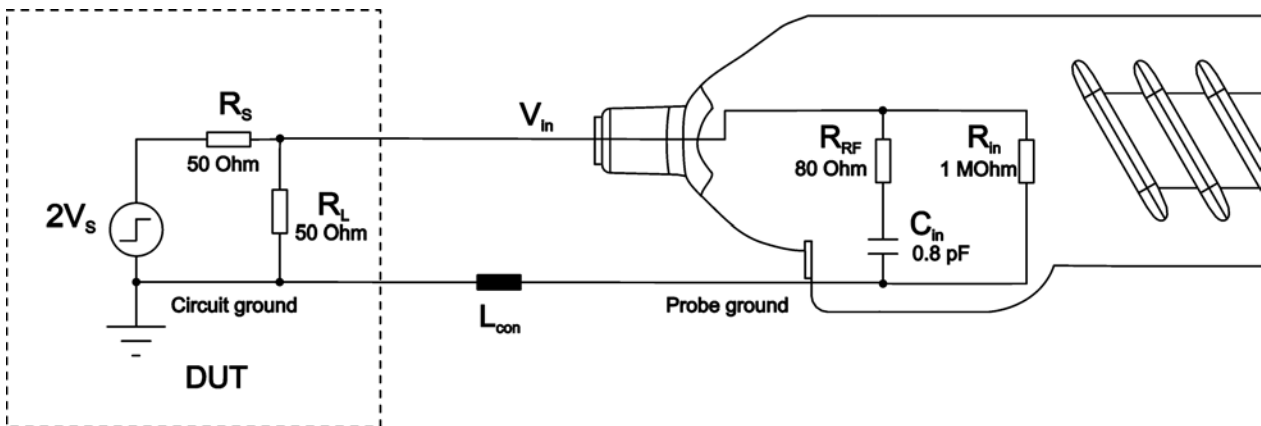 R_S
50 Ohm
2V_S
R_L
50 Ohm
Circuit ground
DUT
V_in
L_con
Probe ground
R_RF
80 Ohm
C_in
0.8 pF
R_in
1 MOhm